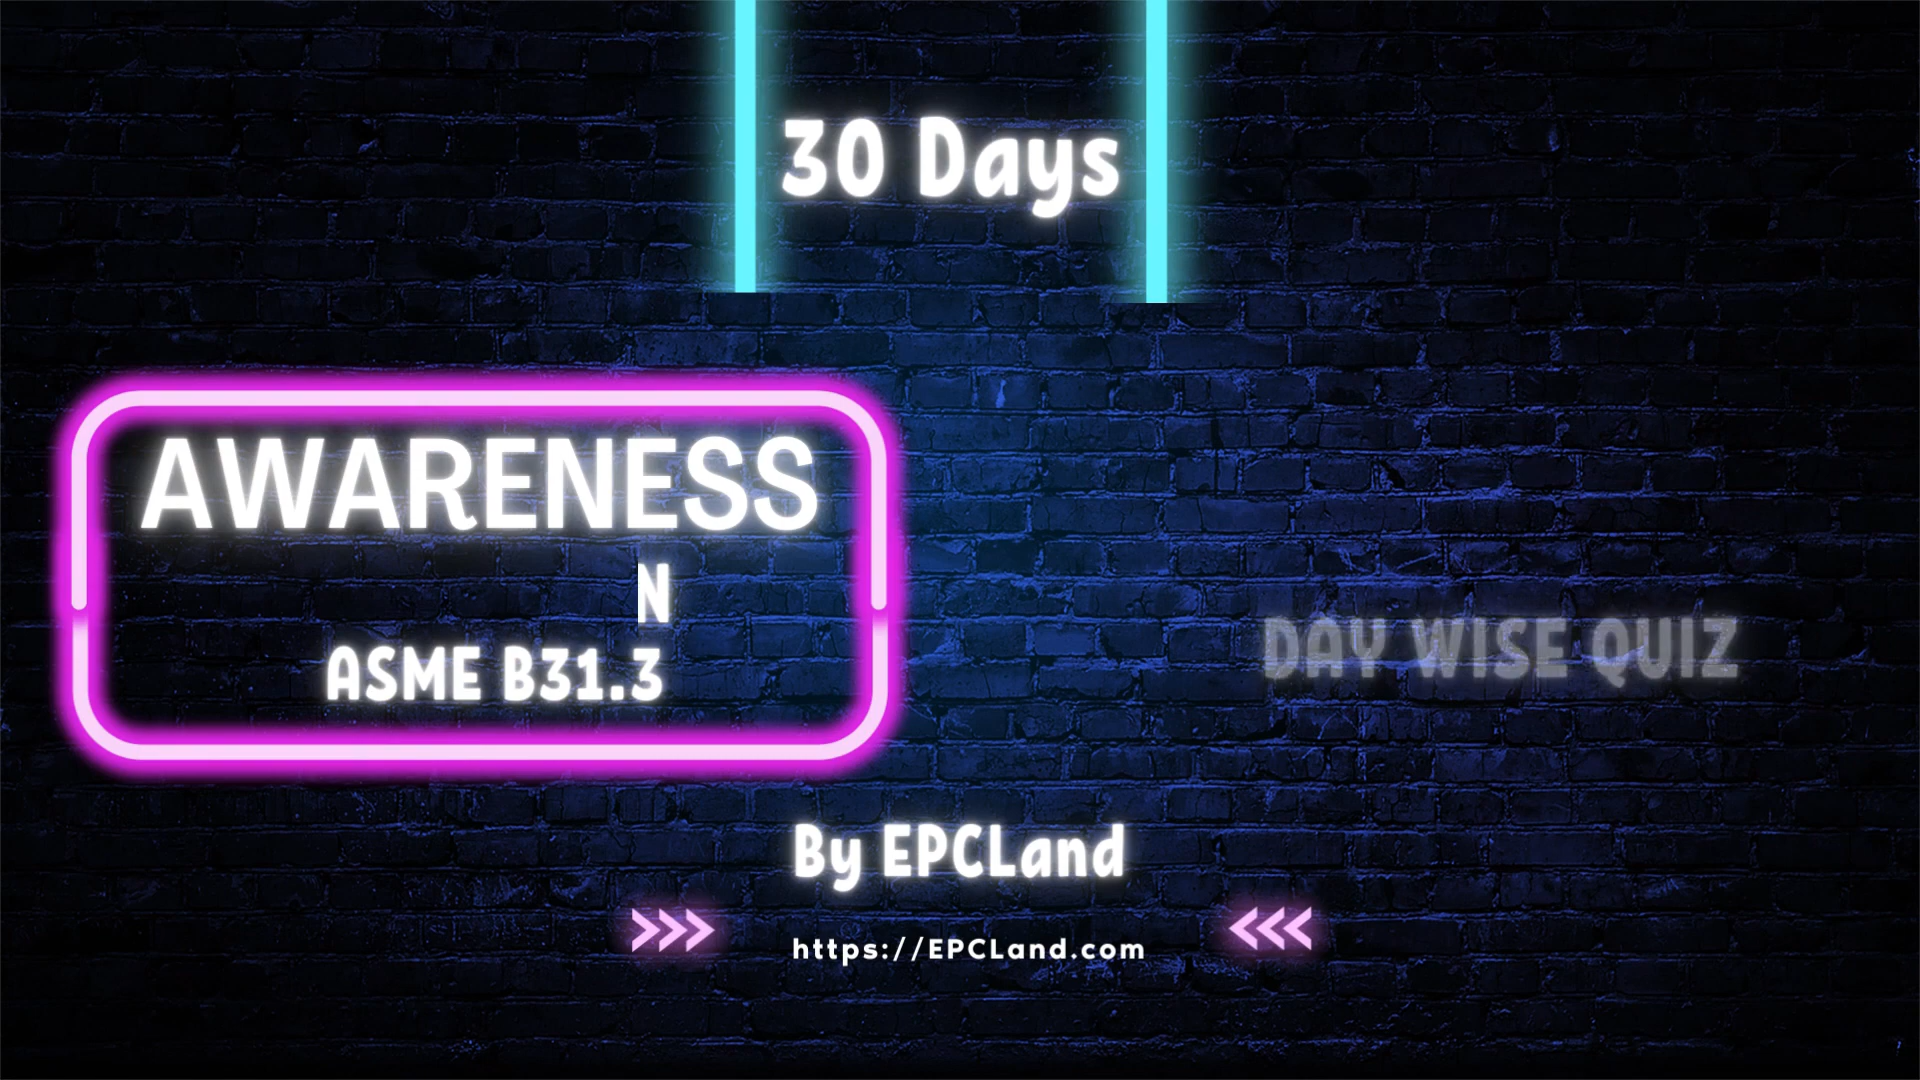 30 Days
AWARENESS
N
ASME B31.3
DAY WISE QUIZ
By EPCLand
https://EPCLand.com